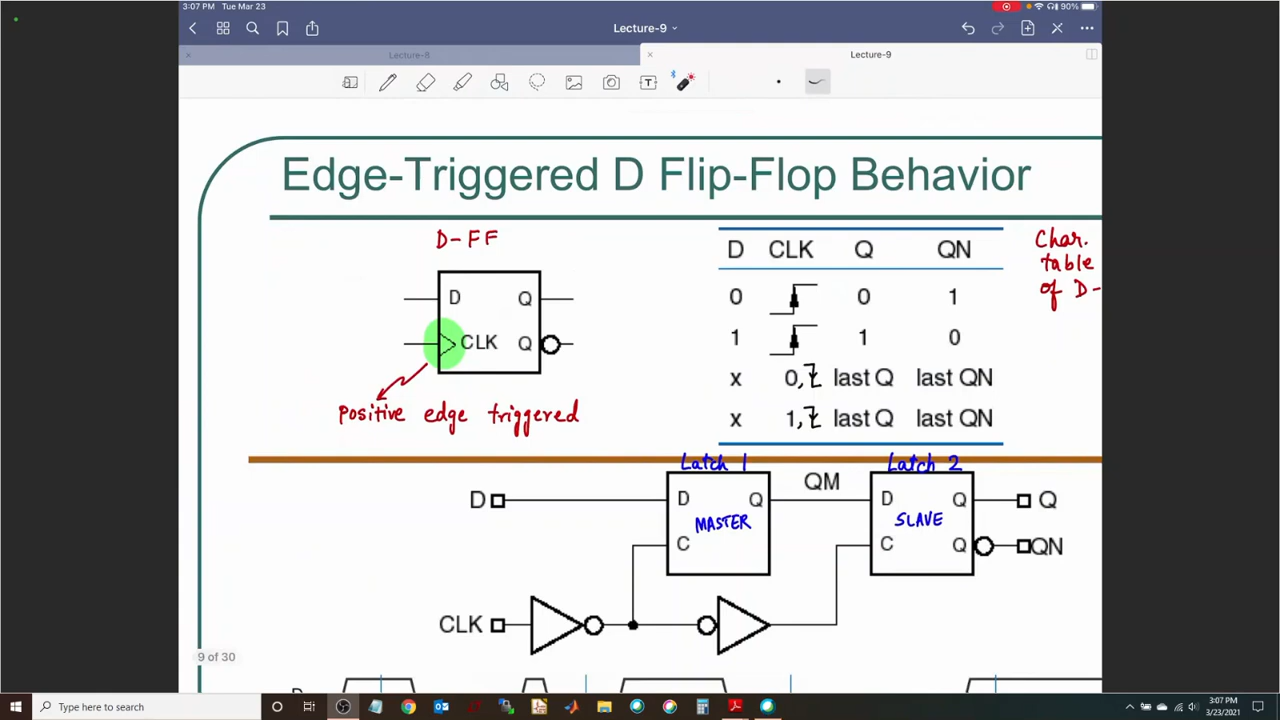 3:07 PM Tue Mar 23
90%
Lecture-9
Lecture-8
Lecture-9
T
Edge-Triggered D Flip-Flop Behavior
D-FF
D Q
CLK Q
Positive edge triggered
D CLK Q QN
0 0 1
1 1 0
x 0, last Q last QN
x 1, last Q last QN
Char.
table
of D-
Latch 1
Latch 2
D
D Q
MASTER
C
QM
D Q
SLAVE
C Q
Q
QN
CLK
9 of 30
Type here to search
3:07 PM
3/23/2021